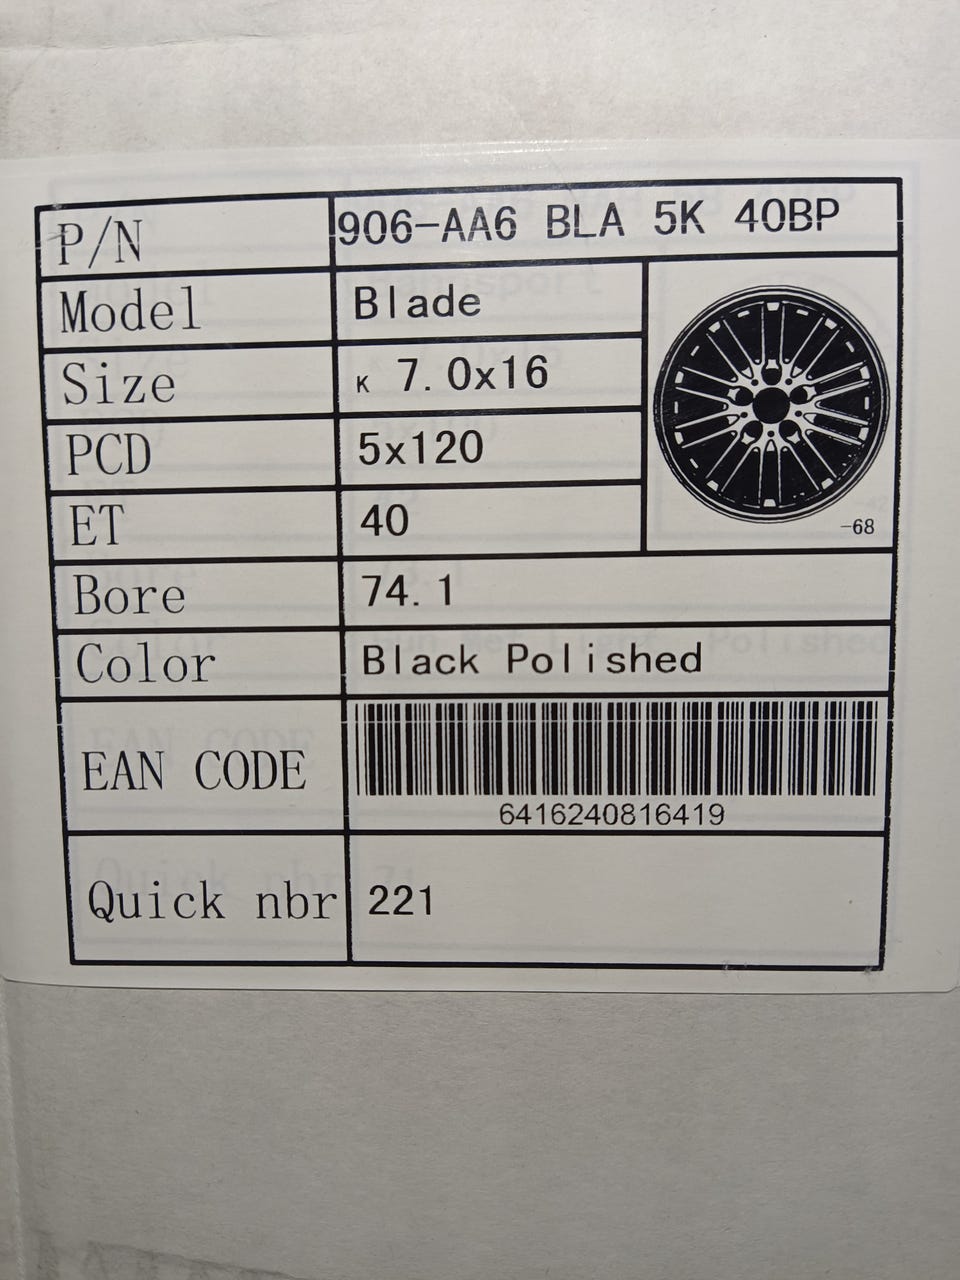 P/N 906-AA6 BLA 5K 40BP
Model Blade
Size K 7.0x16
PCD 5x120
ET 40
-68
Bore 74.1
Color Black Polished
EAN CODE
6416240816419
Quick nbr 221